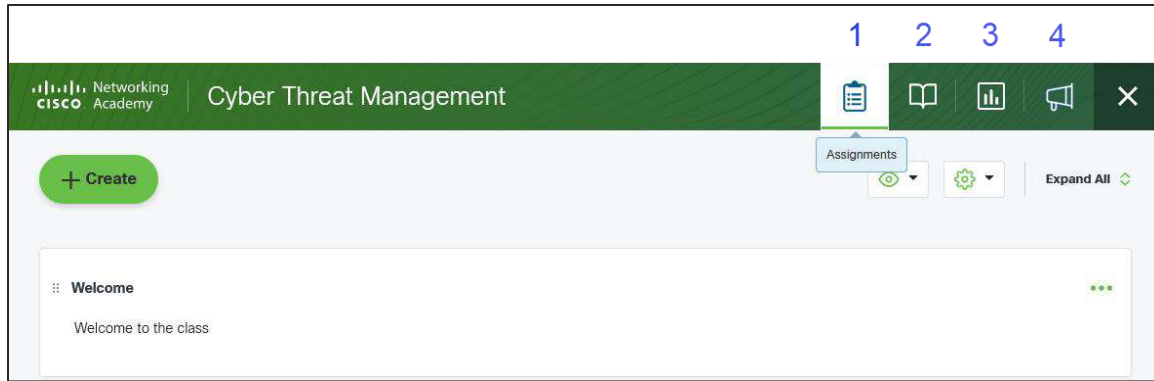 1 2 3 4
Networking
CISCO Academy
Cyber Threat Management
Assignments
+ Create
Expand All
Welcome
Welcome to the class